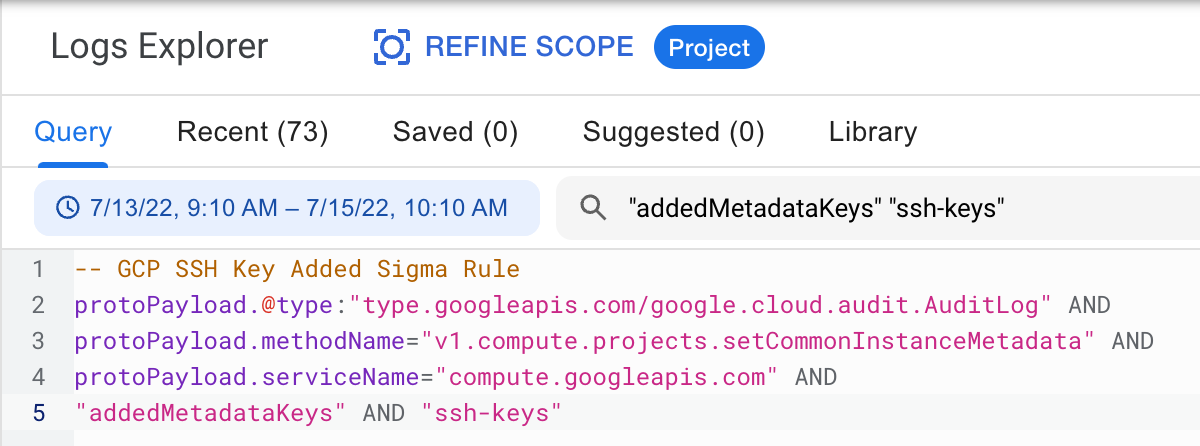 Logs Explorer REFINE SCOPE Project
Query Recent (73) Saved (0) Suggested (0) Library
7/13/22, 9:10 AM – 7/15/22, 10:10 AM "addedMetadataKeys" "ssh-keys"
1 -- GCP SSH Key Added Sigma Rule
2 protoPayload.@type:"type.googleapis.com/google.cloud.audit.AuditLog" AND
3 protoPayload.methodName="v1.compute.projects.setCommonInstanceMetadata" AND
4 protoPayload.serviceName="compute.googleapis.com" AND
5 "addedMetadataKeys" AND "ssh-keys"